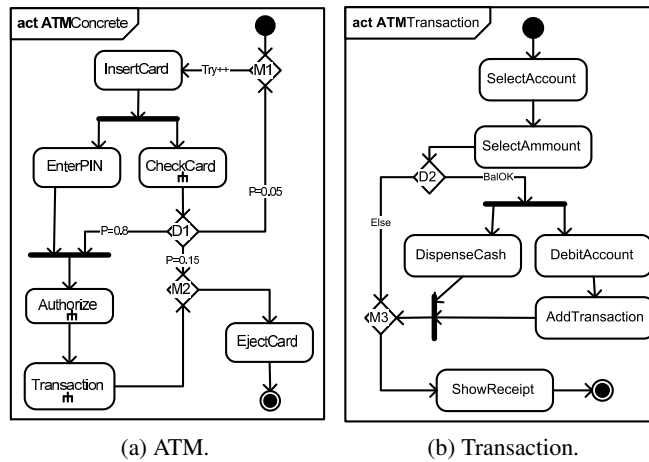 act ATMConcrete
InsertCard
Try++
M1
EnterPIN
CheckCard
P=0.05
P=0.8
D1
P=0.15
M2
Authorize
EjectCard
Transaction
(a) ATM.
act ATMTransaction
SelectAccount
SelectAmmount
D2
BalOK
Else
DispenseCash
DebitAccount
M3
AddTransaction
ShowReceipt
(b) Transaction.